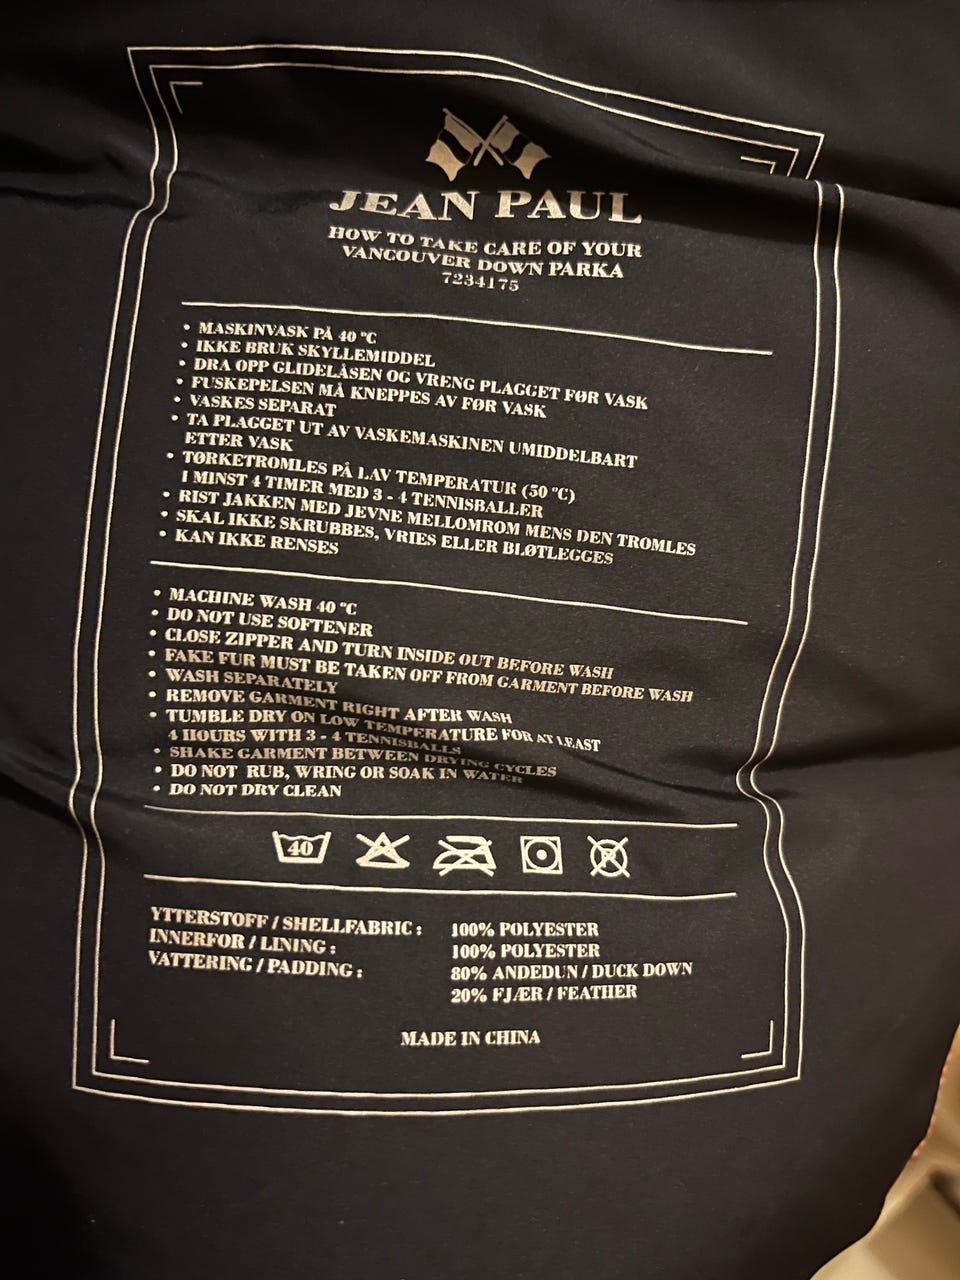 JEAN PAUL
HOW TO TAKE CARE OF YOUR
VANCOUVER DOWN PARKA
7234175
• MASKINVASK PÅ 40 °C
• IKKE BRUK SKYLLEMIDDEL
• DRA OPP GLIDELÅSEN OG VRENG PLAGGET FØR VASK
• FUSKEPELSEN MÅ KNEPPES AV FØR VASK
• VASKES SEPARAT
• TA PLAGGET UT AV VASKEMASKINEN UMIDDELBART
ETTER VASK
• TØRKETROMLES PÅ LAV TEMPERATUR (50 °C)
I MINST 4 TIMER MED 3 - 4 TENNISBALLER
• RIST JAKKEN MED JEVNE MELLOMROM MENS DEN TROMLES
• SKAL IKKE SKRUBBES, VRIES ELLER BLØTLEGGES
• KAN IKKE RENSES
• MACHINE WASH 40 °C
• DO NOT USE SOFTENER
• CLOSE ZIPPER AND TURN INSIDE OUT BEFORE WASH
• FAKE FUR MUST BE TAKEN OFF FROM GARMENT BEFORE WASH
• WASH SEPARATELY
• REMOVE GARMENT RIGHT AFTER WASH
• TUMBLE DRY ON LOW TEMPERATURE FOR AT LEAST
4 HOURS WITH 3 - 4 TENNISBALLS
• SHAKE GARMENT BETWEEN DRYING CYCLES
• DO NOT RUB, WRING OR SOAK IN WATER
• DO NOT DRY CLEAN
40
YTTERSTOFF / SHELLFABRIC : 100% POLYESTER
INNERFOR / LINING : 100% POLYESTER
VATTERING / PADDING : 80% ANDEDUN / DUCK DOWN
20% FJÆR / FEATHER
MADE IN CHINA